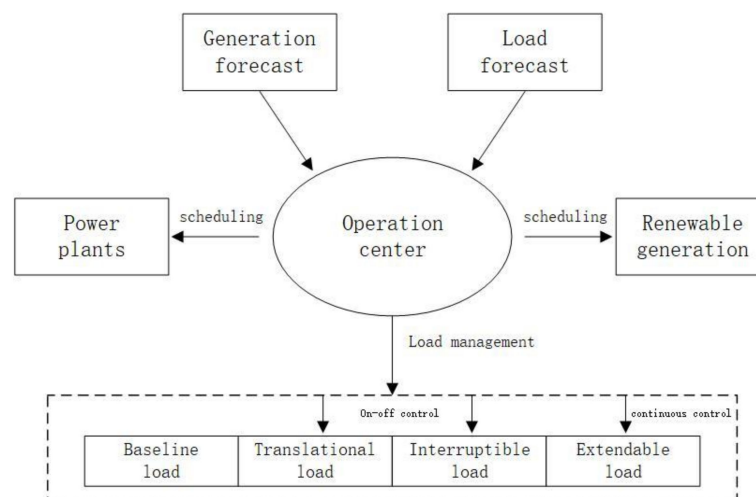 Generation
forecast
Load
forecast
Power
plants
scheduling
Operation
center
scheduling
Renewable
generation
Load management
On-off control
continuous control
Baseline
load
Translational
load
Interruptible
load
Extendable
load